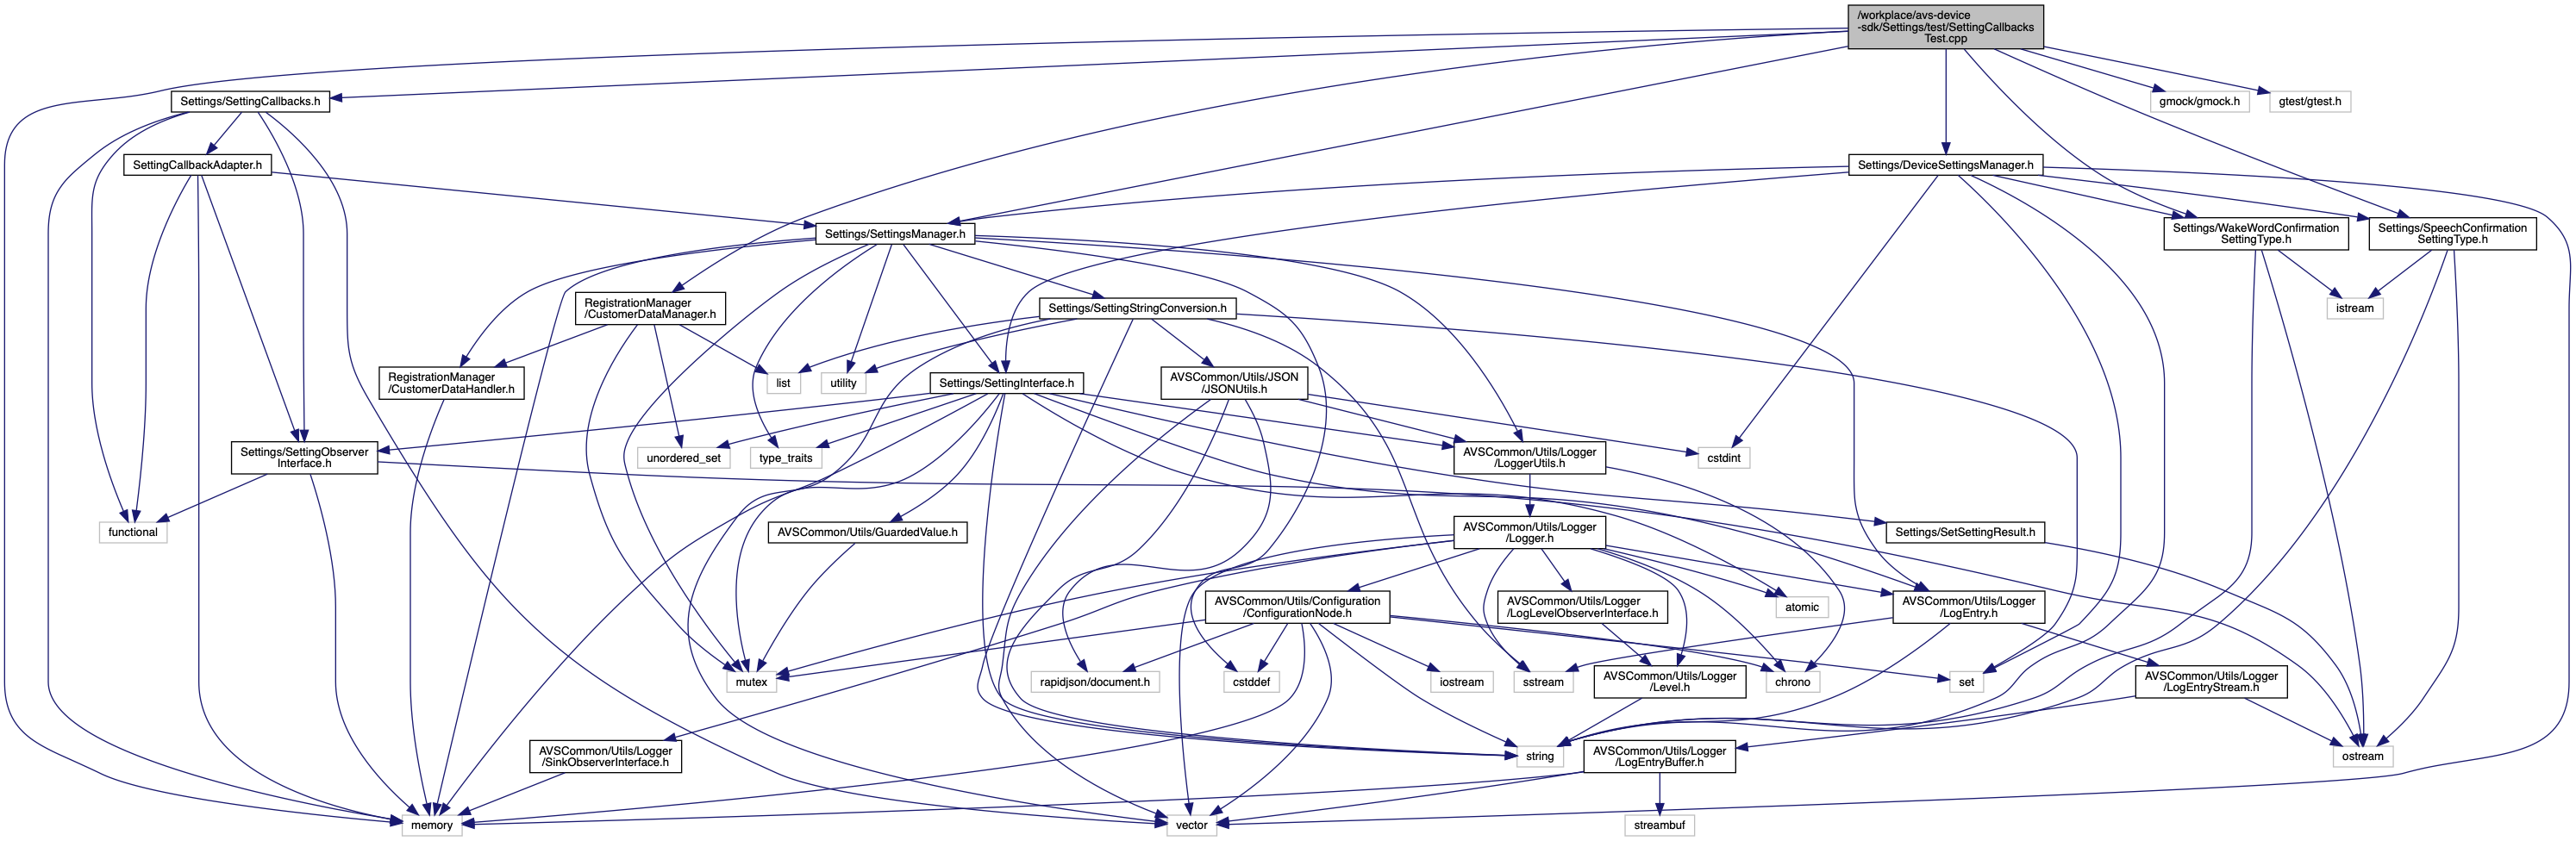 /workplace/avs-device
-sdk/Settings/test/SettingCallbacks
Test.cpp
Settings/SettingCallbacks.h
gmock/gmock.h
gtest/gtest.h
SettingCallbackAdapter.h
Settings/DeviceSettingsManager.h
Settings/SettingsManager.h
Settings/WakeWordConfirmation
SettingType.h
Settings/SpeechConfirmation
SettingType.h
RegistrationManager
/CustomerDataManager.h
Settings/SettingStringConversion.h
istream
RegistrationManager
/CustomerDataHandler.h
list
utility
Settings/SettingInterface.h
AVSCommon/Utils/JSON
/JSONUtils.h
Settings/SettingObserver
Interface.h
unordered_set
type_traits
AVSCommon/Utils/Logger
/LoggerUtils.h
cstdint
functional
AVSCommon/Utils/GuardedValue.h
AVSCommon/Utils/Logger
/Logger.h
Settings/SetSettingResult.h
AVSCommon/Utils/Configuration
/ConfigurationNode.h
AVSCommon/Utils/Logger
/LogLevelObserverInterface.h
atomic
AVSCommon/Utils/Logger
/LogEntry.h
mutex
rapidjson/document.h
cstddef
iostream
sstream
AVSCommon/Utils/Logger
/Level.h
chrono
set
AVSCommon/Utils/Logger
/LogEntryStream.h
AVSCommon/Utils/Logger
/SinkObserverInterface.h
string
AVSCommon/Utils/Logger
/LogEntryBuffer.h
ostream
memory
vector
streambuf